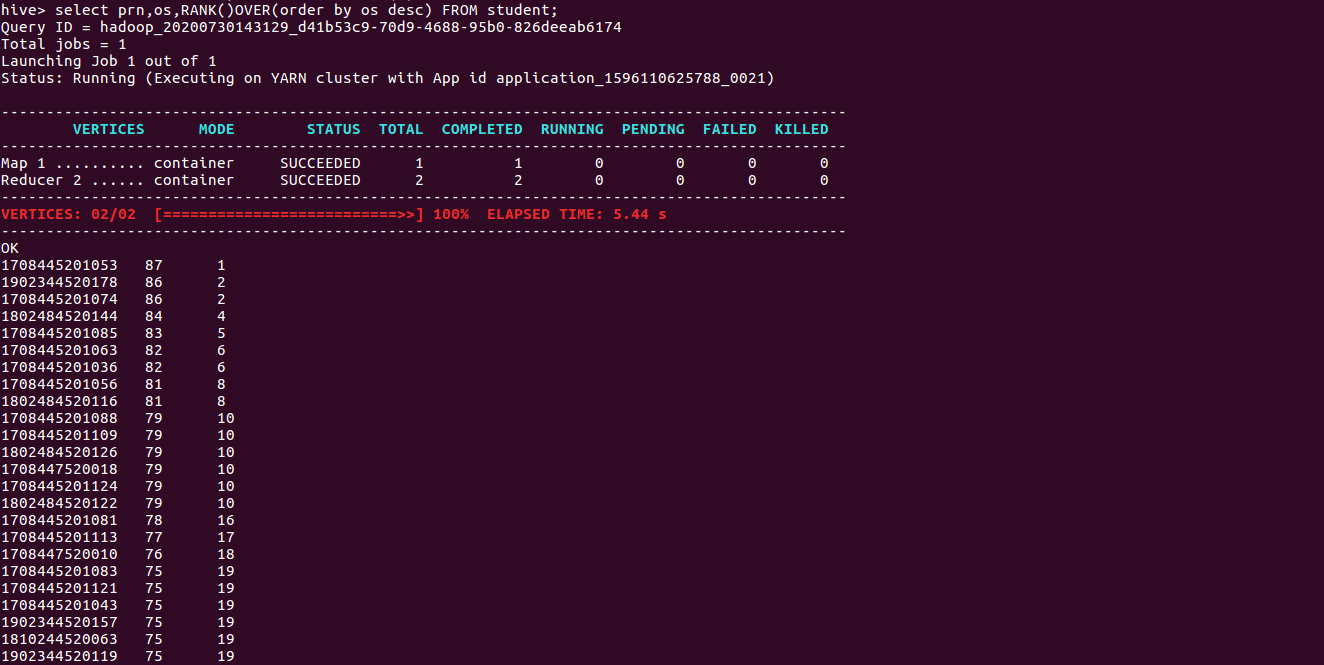 hive> select prn,os,RANK()OVER(order by os desc) FROM student;
Query ID = hadoop_20200730143129_d41b53c9-70d9-4688-95b0-826deeab6174
Total jobs = 1
Launching Job 1 out of 1
Status: Running (Executing on YARN cluster with App id application_1596110625788_0021)
----------------------------------------------------------------------------------------------
VERTICES MODE STATUS TOTAL COMPLETED RUNNING PENDING FAILED KILLED
----------------------------------------------------------------------------------------------
Map 1 .......... container SUCCEEDED 1 1 0 0 0 0
Reducer 2 ...... container SUCCEEDED 2 2 0 0 0 0
----------------------------------------------------------------------------------------------
VERTICES: 02/02 [==========================>>] 100% ELAPSED TIME: 5.44 s
----------------------------------------------------------------------------------------------
OK
1708445201053 87 1
1902344520178 86 2
1708445201074 86 2
1802484520144 84 4
1708445201085 83 5
1708445201063 82 6
1708445201036 82 6
1708445201056 81 8
1802484520116 81 8
1708445201088 79 10
1708445201109 79 10
1802484520126 79 10
1708447520018 79 10
1708445201124 79 10
1802484520122 79 10
1708445201081 78 16
1708445201113 77 17
1708447520010 76 18
1708445201083 75 19
1708445201121 75 19
1708445201043 75 19
1902344520157 75 19
1810244520063 75 19
1902344520119 75 19